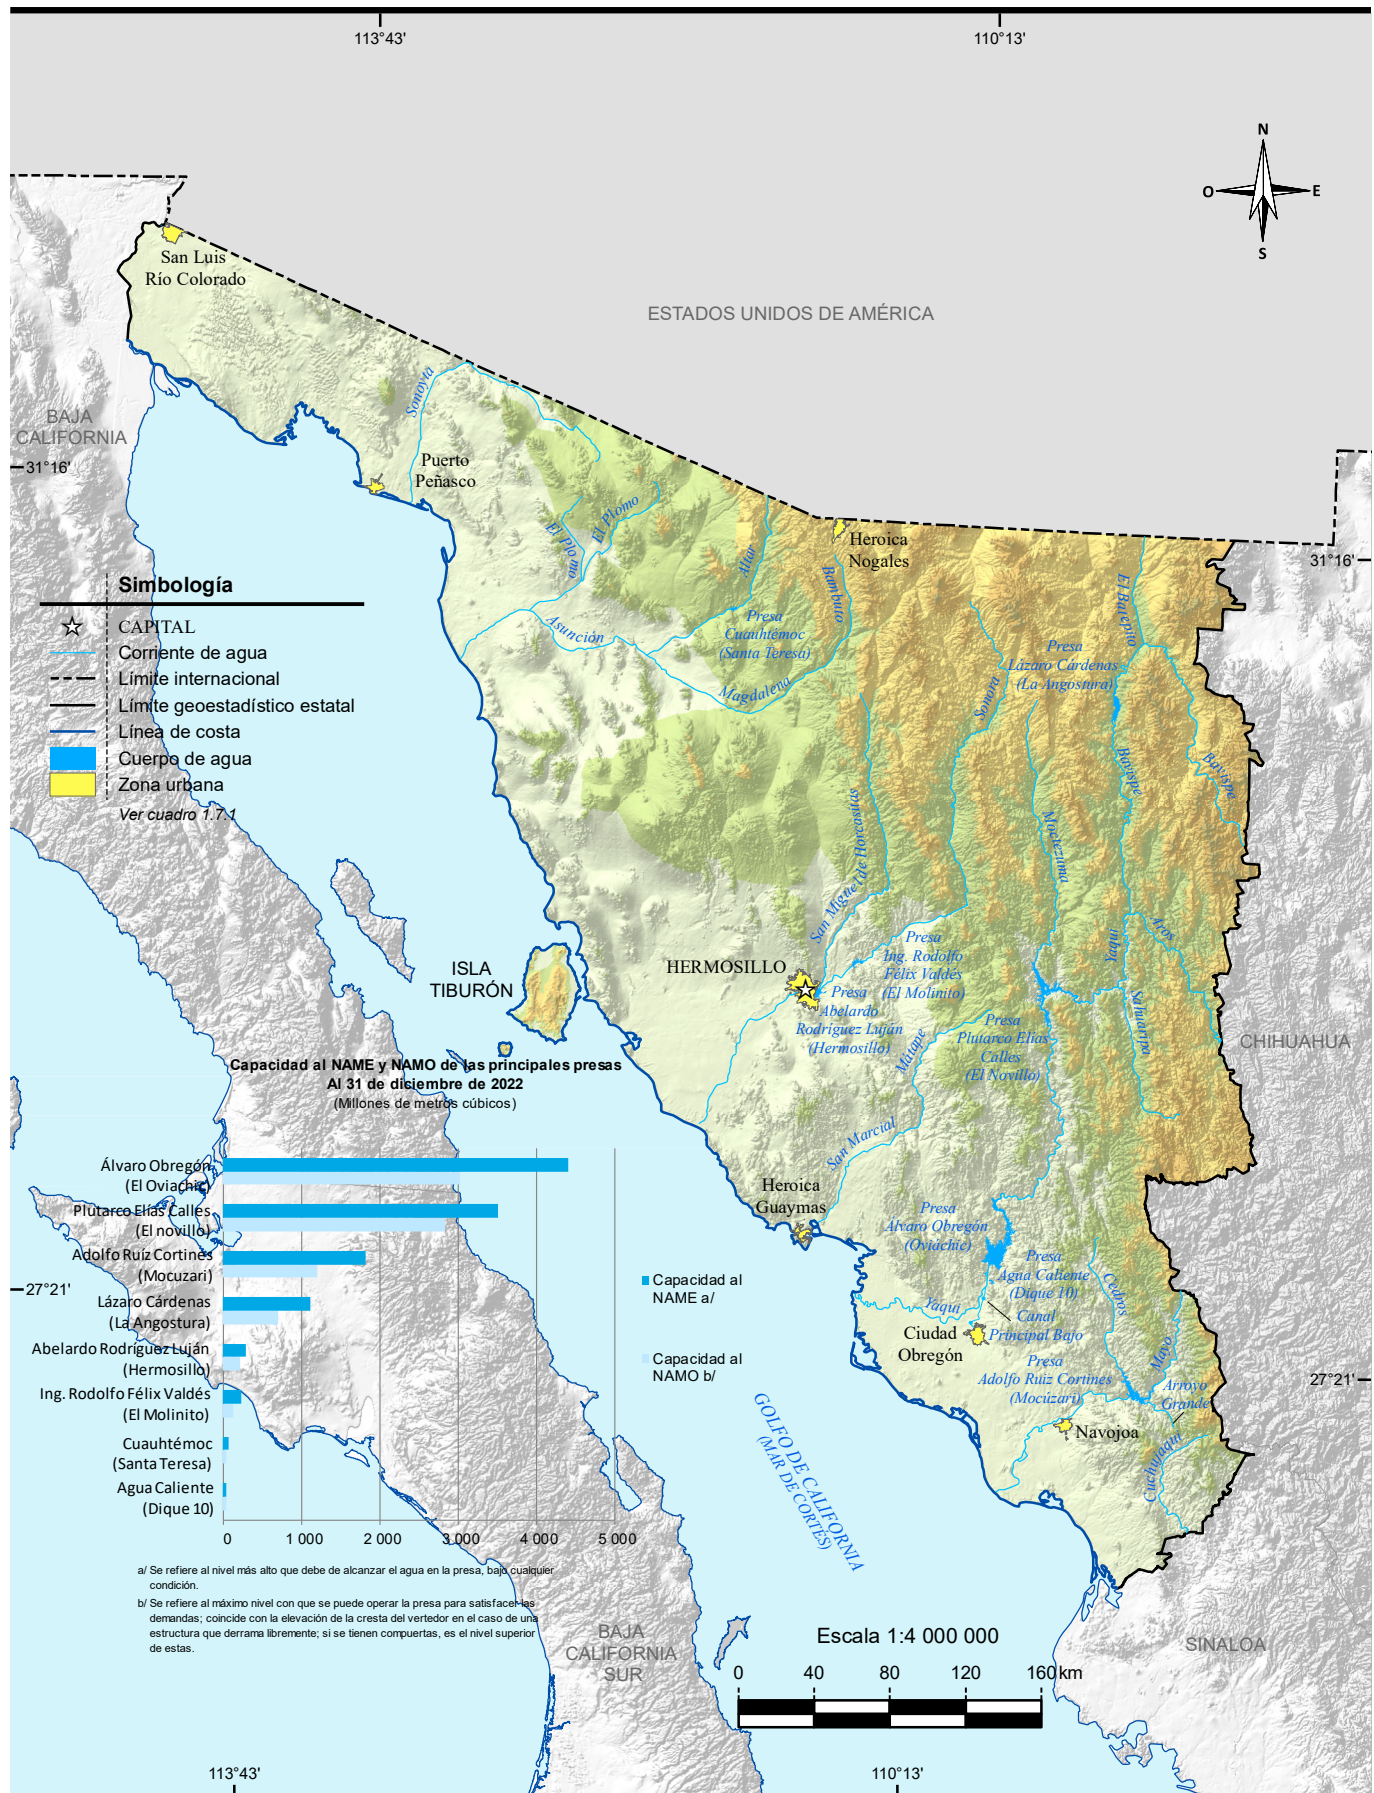 113°43'
110°13'
N
O
E
S
San Luis
Río Colorado
ESTADOS UNIDOS DE AMÉRICA
BAJA
CALIFORNIA
31°16'
Sonoyta
Puerto
Peñasco
El Plomo
El Plomo
Altar
Heroica
Nogales
Bambuto
31°16'
El Batepito
Asunción
Presa
Cuauhtémoc
(Santa Teresa)
Magdalena
Sonora
Presa
Lázaro Cárdenas
(La Angostura)
Bavispe
Bavispe
Moctezuma
San Miguel de Horcasitas
Simbología
CAPITAL
Corriente de agua
Límite internacional
Límite geoestadístico estatal
Línea de costa
Cuerpo de agua
Zona urbana
Ver cuadro 1.7.1
ISLA
TIBURÓN
HERMOSILLO
Presa
Ing. Rodolfo
Félix Valdés
(El Molinito)
Presa
Abelardo
Rodríguez Luján
(Hermosillo)
Yaqui
Aros
Sahuaripa
Mátape
Presa
Plutarco Elías
Calles
(El Novillo)
CHIHUAHUA
San Marcial
Heroica
Guaymas
Presa
Álvaro Obregón
(Oviáchic)
Presa
Agua Caliente
(Dique 10)
Canal
Principal Bajo
Yaqui
Ciudad
Obregón
Cedros
Mayo
Presa
Adolfo Ruiz Cortines
(Mocúzari)
Arroyo
Grande
Navojoa
Cuchujaqui
27°21'
27°21'
Capacidad al NAME y NAMO de las principales presas
Al 31 de diciembre de 2022
(Millones de metros cúbicos)
Álvaro Obregón
(El Oviachic)
Plutarco Elías Calles
(El novillo)
Adolfo Ruíz Cortinés
(Mocuzari)
Lázaro Cárdenas
(La Angostura)
Abelardo Rodríguez Luján
(Hermosillo)
Ing. Rodolfo Félix Valdés
(El Molinito)
Cuauhtémoc
(Santa Teresa)
Agua Caliente
(Dique 10)
0 1 000 2 000 3 000 4 000 5 000
Capacidad al
NAME a/
Capacidad al
NAMO b/
GOLFO DE CALIFORNIA
(MAR DE CORTÉS)
a/ Se refiere al nivel más alto que debe de alcanzar el agua en la presa, bajo cualquier
condición.
b/ Se refiere al máximo nivel con que se puede operar la presa para satisfacer las
demandas; coincide con la elevación de la cresta del vertedor en el caso de una
estructura que derrama libremente; si se tienen compuertas, es el nivel superior
de estas.
BAJA
CALIFORNIA
SUR
SINALOA
Escala 1:4 000 000
0 40 80 120 160 km
113°43'
110°13'